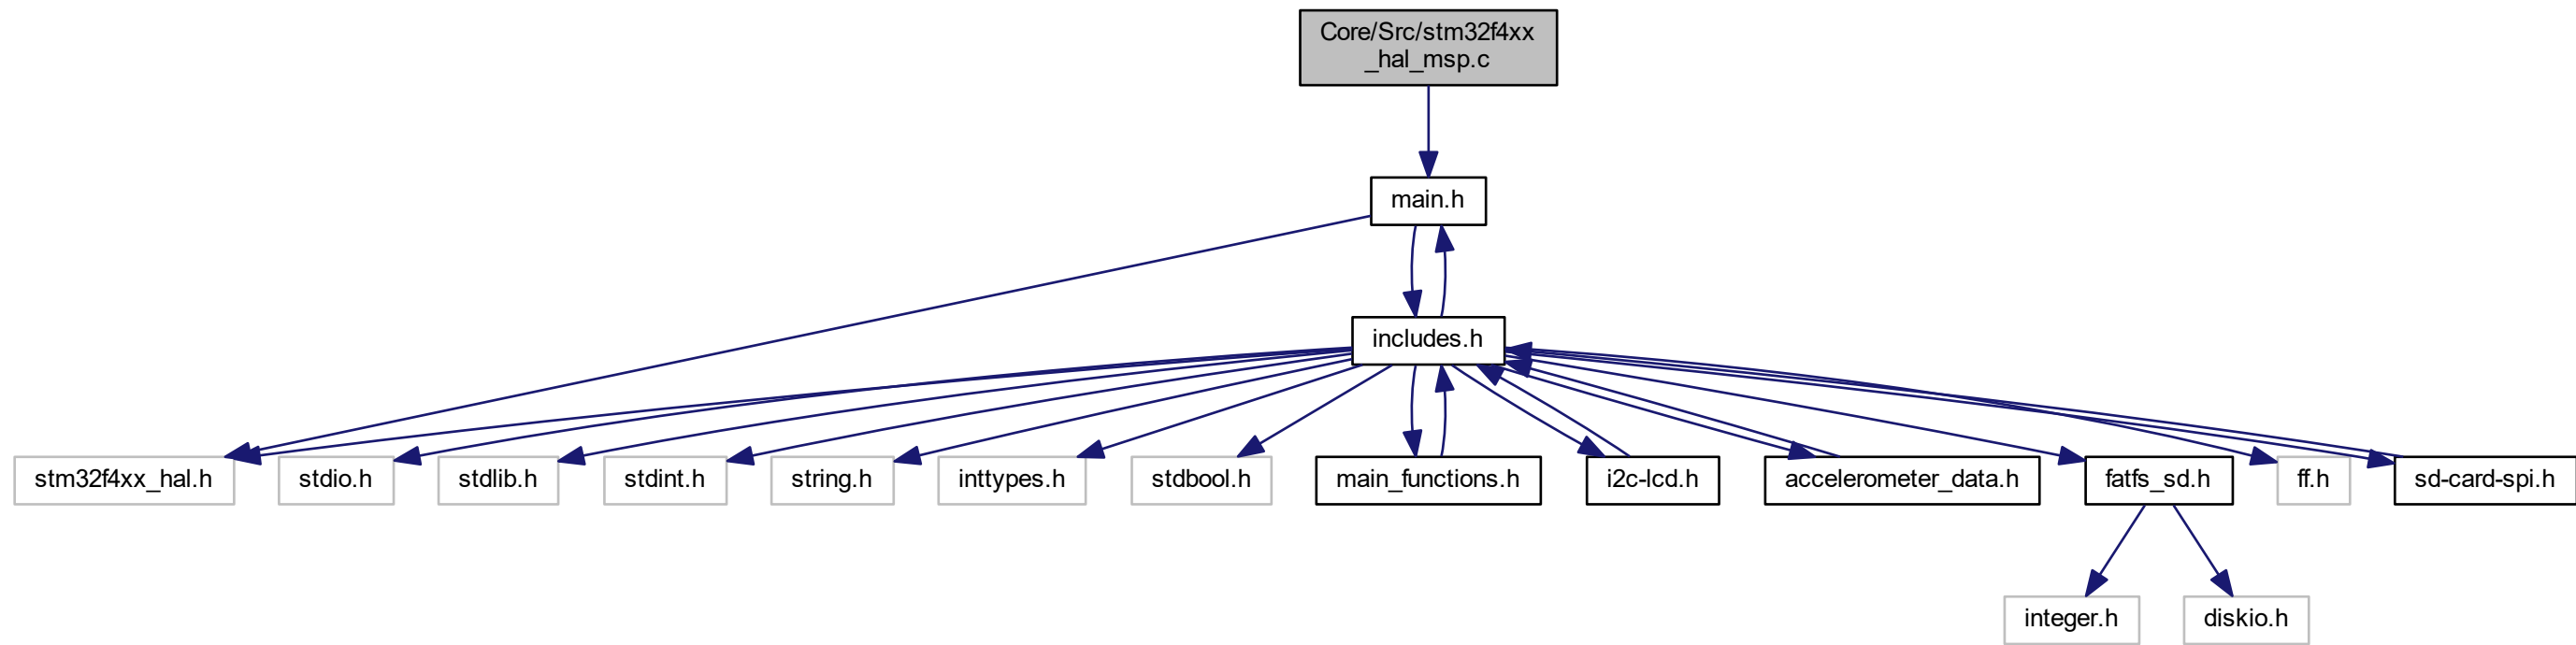 Core/Src/stm32f4xx
_hal_msp.c
main.h
includes.h
stm32f4xx_hal.h
stdio.h
stdlib.h
stdint.h
string.h
inttypes.h
stdbool.h
main_functions.h
i2c-lcd.h
accelerometer_data.h
fatfs_sd.h
ff.h
sd-card-spi.h
integer.h
diskio.h